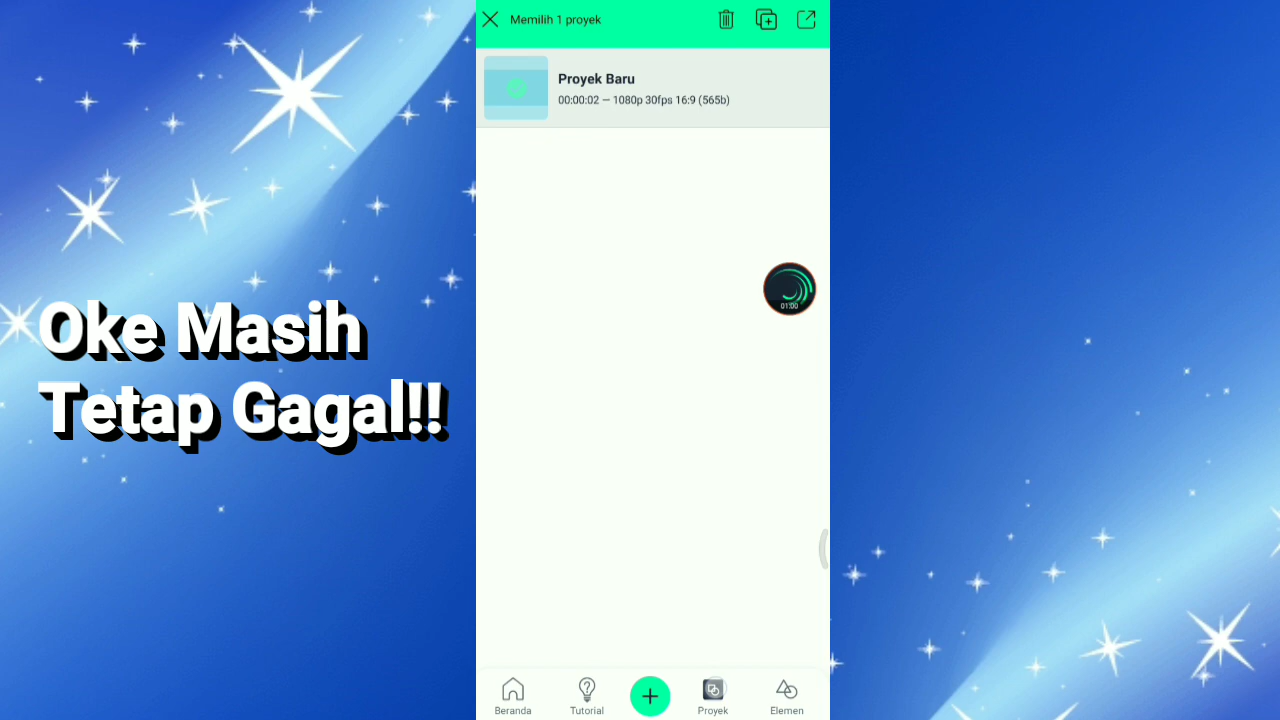 Memilih 1 proyek
Proyek Baru
00:00:02 — 1080p 30fps 16:9 (565b)
Oke Masih
Tetap Gagal!!
01:00
Beranda
Tutorial
Proyek
Elemen